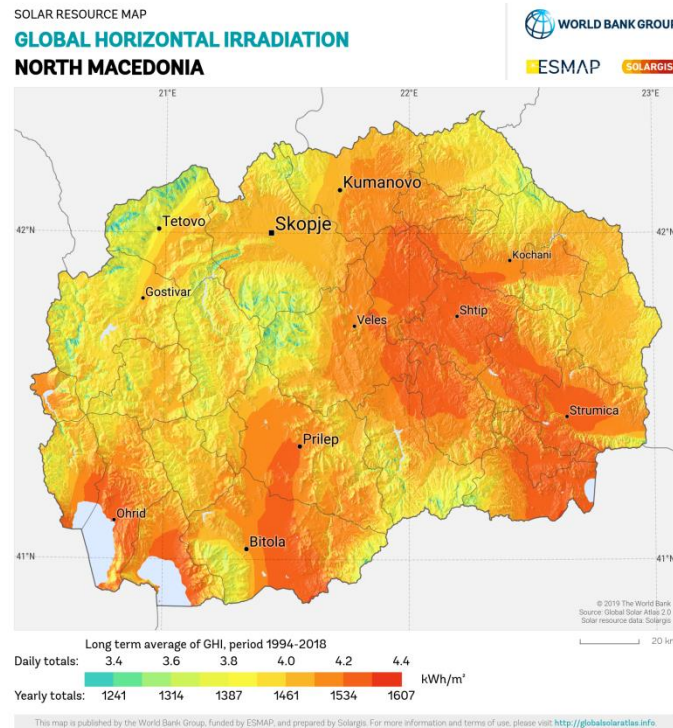 SOLAR RESOURCE MAP
GLOBAL HORIZONTAL IRRADIATION
NORTH MACEDONIA
WORLD BANK GROUP
ESMAP
SOLARGIS
21°E
22°E
23°E
Kumanovo
42°N
Tetovo
Skopje
42°N
Kochani
Gostivar
Veles
Shtip
Strumica
Prilep
Ohrid
Bitola
41°N
41°N
© 2019 The World Bank
Source: Global Solar Atlas 2.0
Solar resource data: Solargis
20 km
Long term average of GHI, period 1994-2018
Daily totals: 3.4 3.6 3.8 4.0 4.2 4.4
kWh/m²
Yearly totals: 1241 1314 1387 1461 1534 1607
This map is published by the World Bank Group, funded by ESMAP, and prepared by Solargis. For more information and terms of use, please visit http://globalsolaratlas.info.